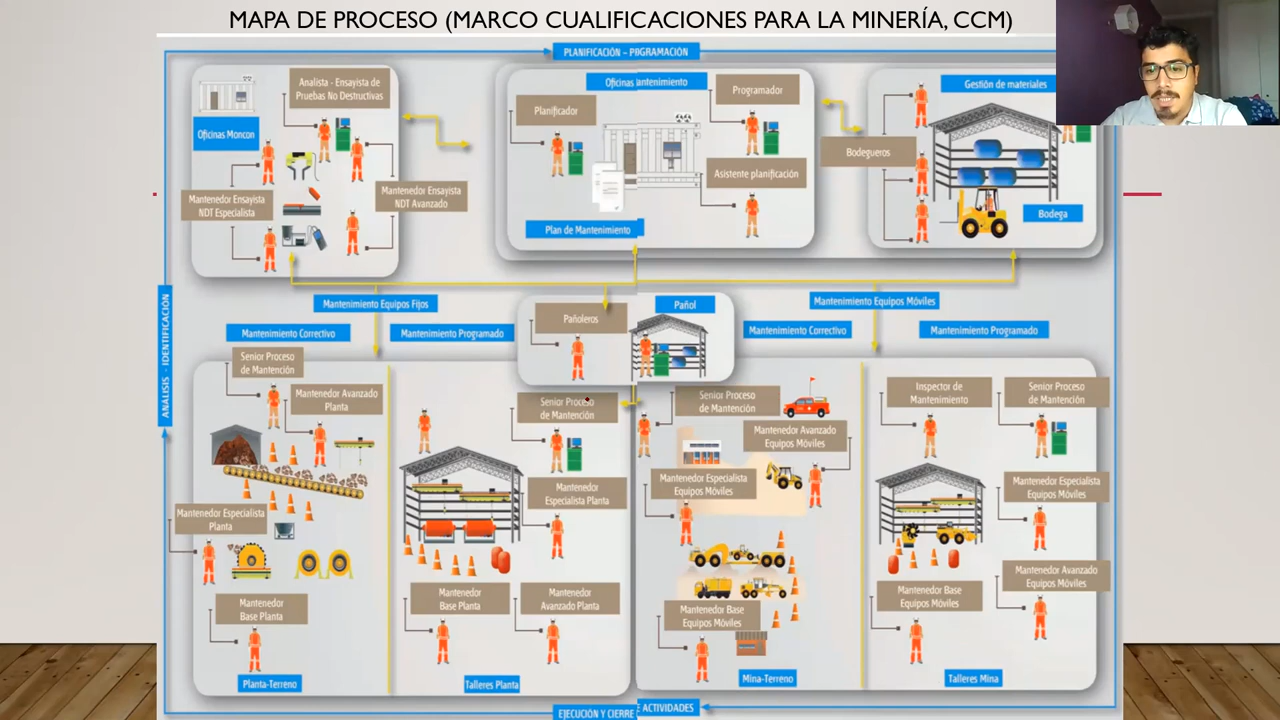 MAPA DE PROCESO (MARCO CUALIFICACIONES PARA LA MINERÍA, CCM)
PLANIFICACIÓN – PROGRAMACIÓN
Analista - Ensayista de
Pruebas No Destructivas
Oficinas Moncon
Mantenedor Ensayista
NDT Especialista
Mantenedor Ensayista
NDT Avanzado
Oficinas Mantenimiento
Planificador
Programador
Asistente planificación
Plan de Mantenimiento
Gestión de materiales
Bodegueros
Bodega
ANÁLISIS - IDENTIFICACIÓN
Mantenimiento Equipos Fijos
Mantenimiento Correctivo
Mantenimiento Programado
Pañoleros
Pañol
Mantenimiento Equipos Móviles
Mantenimiento Correctivo
Mantenimiento Programado
Senior Proceso
de Mantención
Mantenedor Avanzado
Planta
Mantenedor Especialista
Planta
Mantenedor
Base Planta
Planta-Terreno
Senior Proceso
de Mantención
Mantenedor
Especialista Planta
Mantenedor
Base Planta
Mantenedor
Avanzado Planta
Talleres Planta
Senior Proceso
de Mantención
Mantenedor Avanzado
Equipos Móviles
Mantenedor Especialista
Equipos Móviles
Mantenedor Base
Equipos Móviles
Mina-Terreno
Inspector de
Mantenimiento
Senior Proceso
de Mantención
Mantenedor Especialista
Equipos Móviles
Mantenedor Avanzado
Equipos Móviles
Mantenedor Base
Equipos Móviles
Talleres Mina
EJECUCIÓN Y CIERRE E ACTIVIDADES